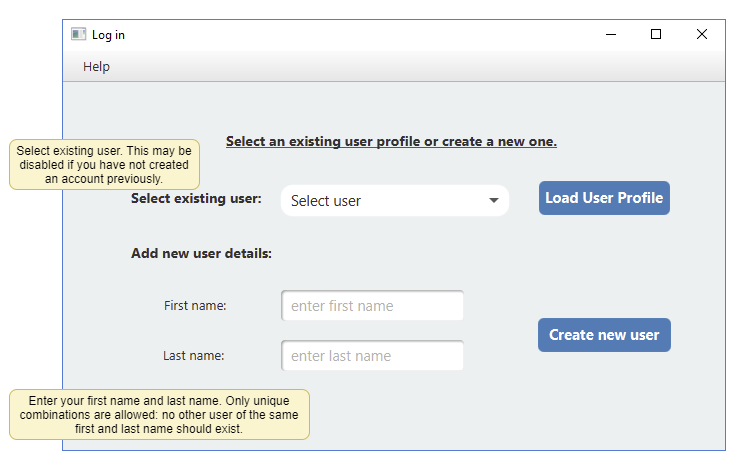 Log in
Help
Select an existing user profile or create a new one.
Select existing user. This may be
disabled if you have not created
an account previously.
Select existing user:
Select user
Load User Profile
Add new user details:
First name:
enter first name
Create new user
Last name:
enter last name
Enter your first name and last name. Only unique
combinations are allowed: no other user of the same
first and last name should exist.